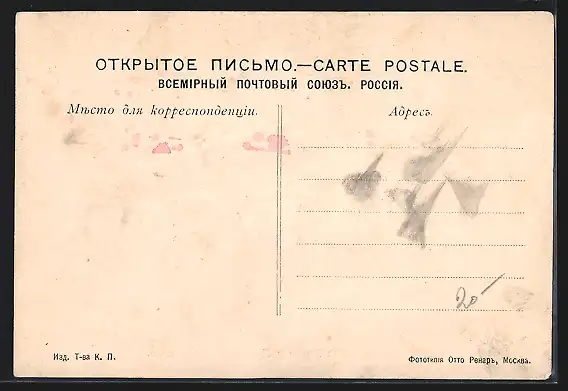 ОТКРЫТОЕ ПИСЬМО.—CARTE POSTALE.
ВСЕМІРНЫЙ ПОЧТОВЫЙ СОЮЗЪ. РОССІЯ.
Мѣсто для корреспонденціи.
Адресъ.
20
Изд. Т-ва К. П.
Фототипія Отто Ренаръ, Москва.